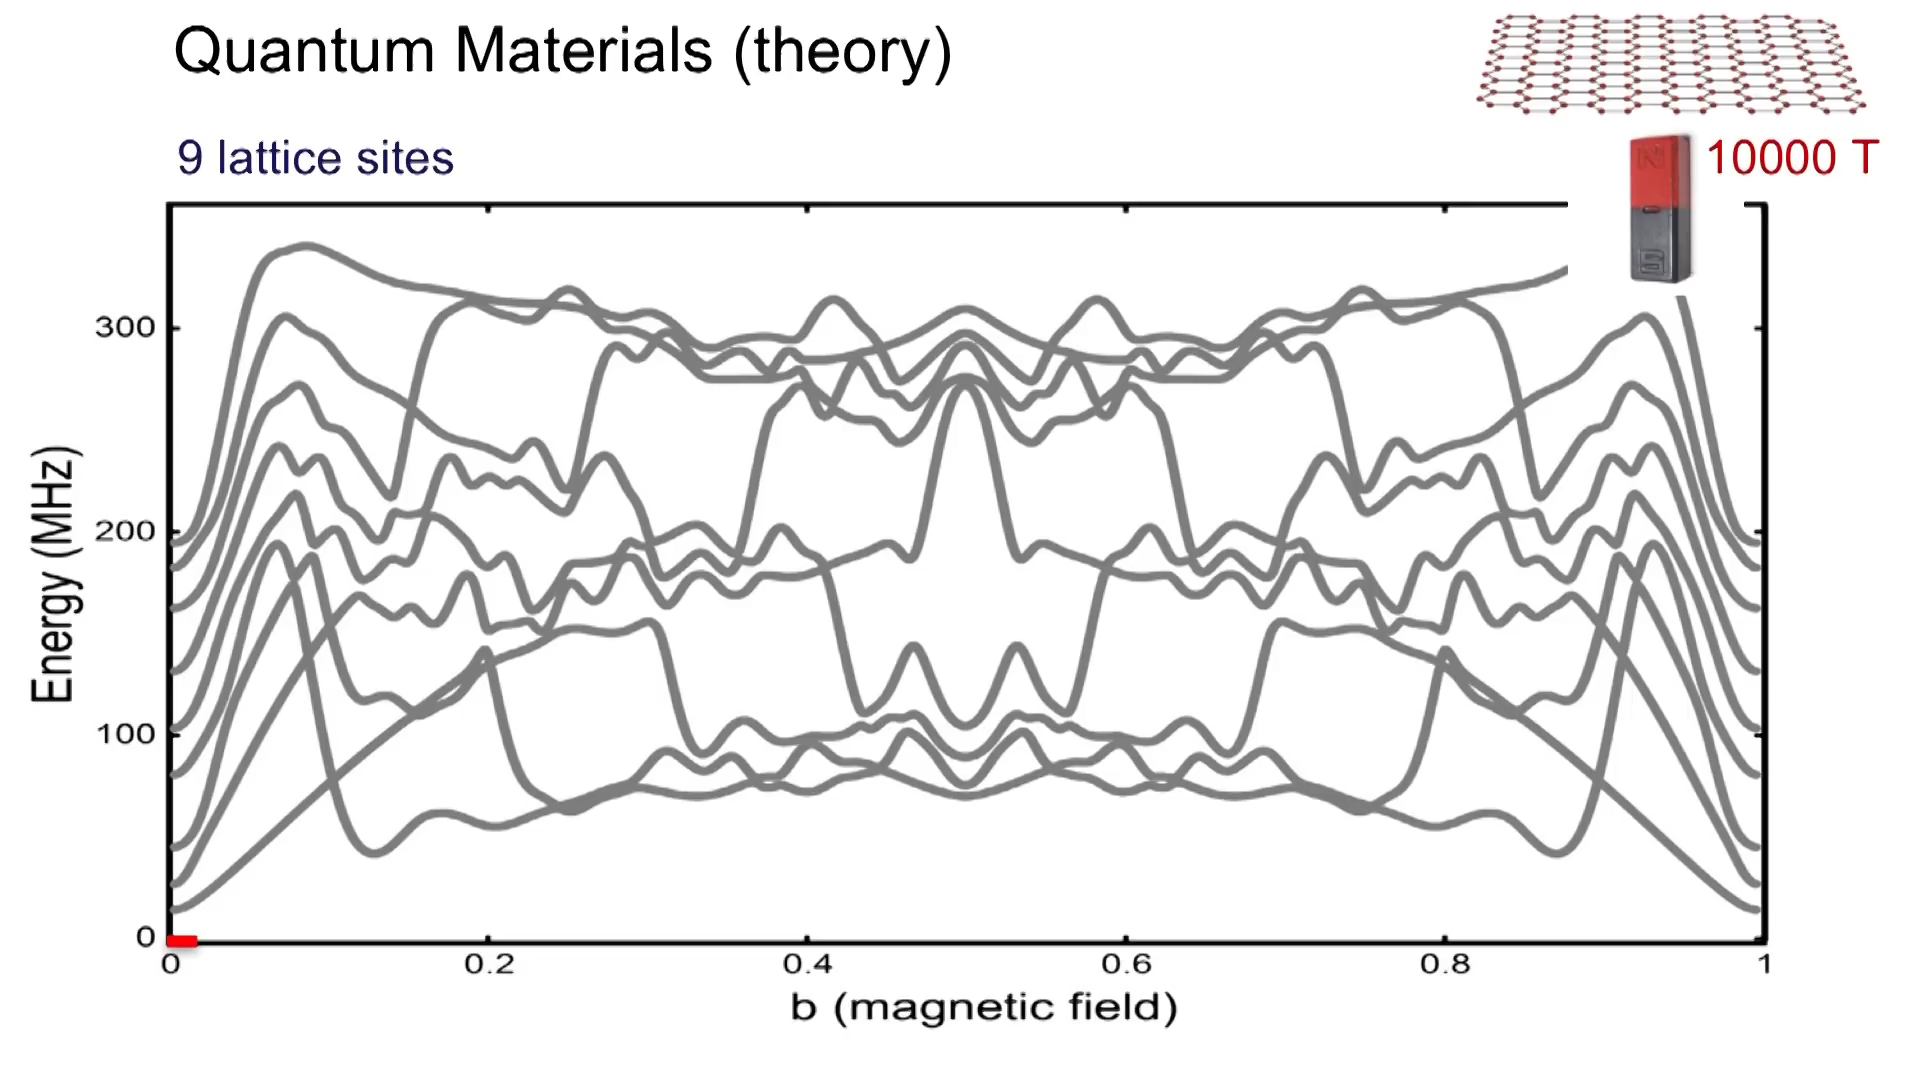 Quantum Materials (theory)
9 lattice sites
10000 T
N
S
Energy (MHz)
300
200
100
0
0
0.2
0.4
0.6
0.8
1
b (magnetic field)